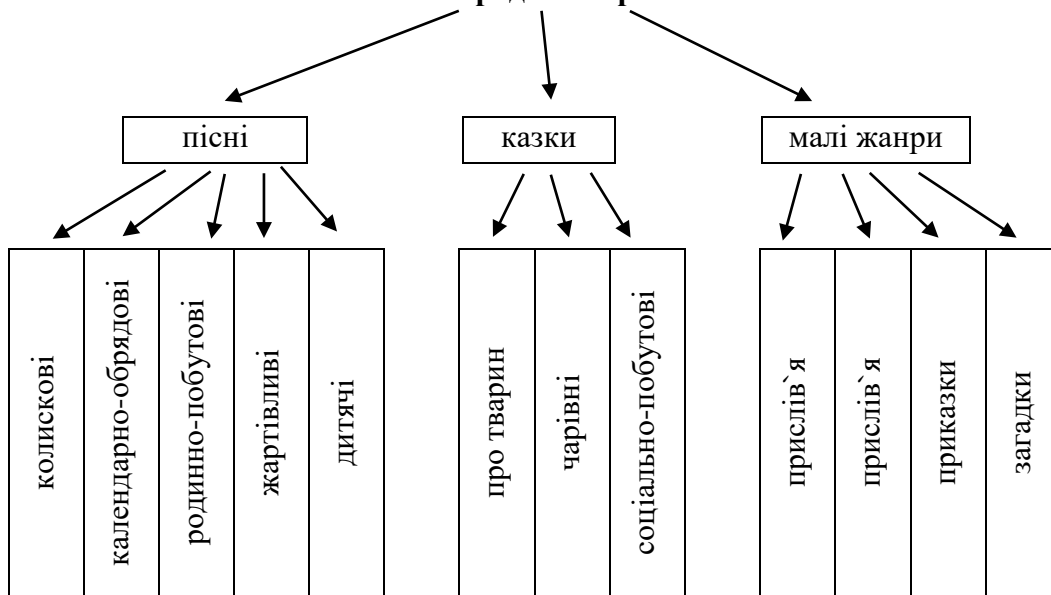 пісні
казки
малі жанри
колискові
календарно-обрядові
родинно-побутові
жартівливі
дитячі
про тварин
чарівні
соціально-побутові
прислів`я
прислів`я
приказки
загадки